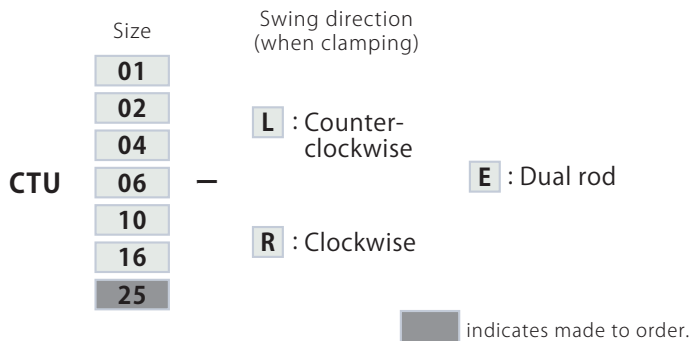 Size
Swing direction
(when clamping)
01
02
04
06
10
16
25
CTU
–
L : Counter-
clockwise
R : Clockwise
E : Dual rod
indicates made to order.